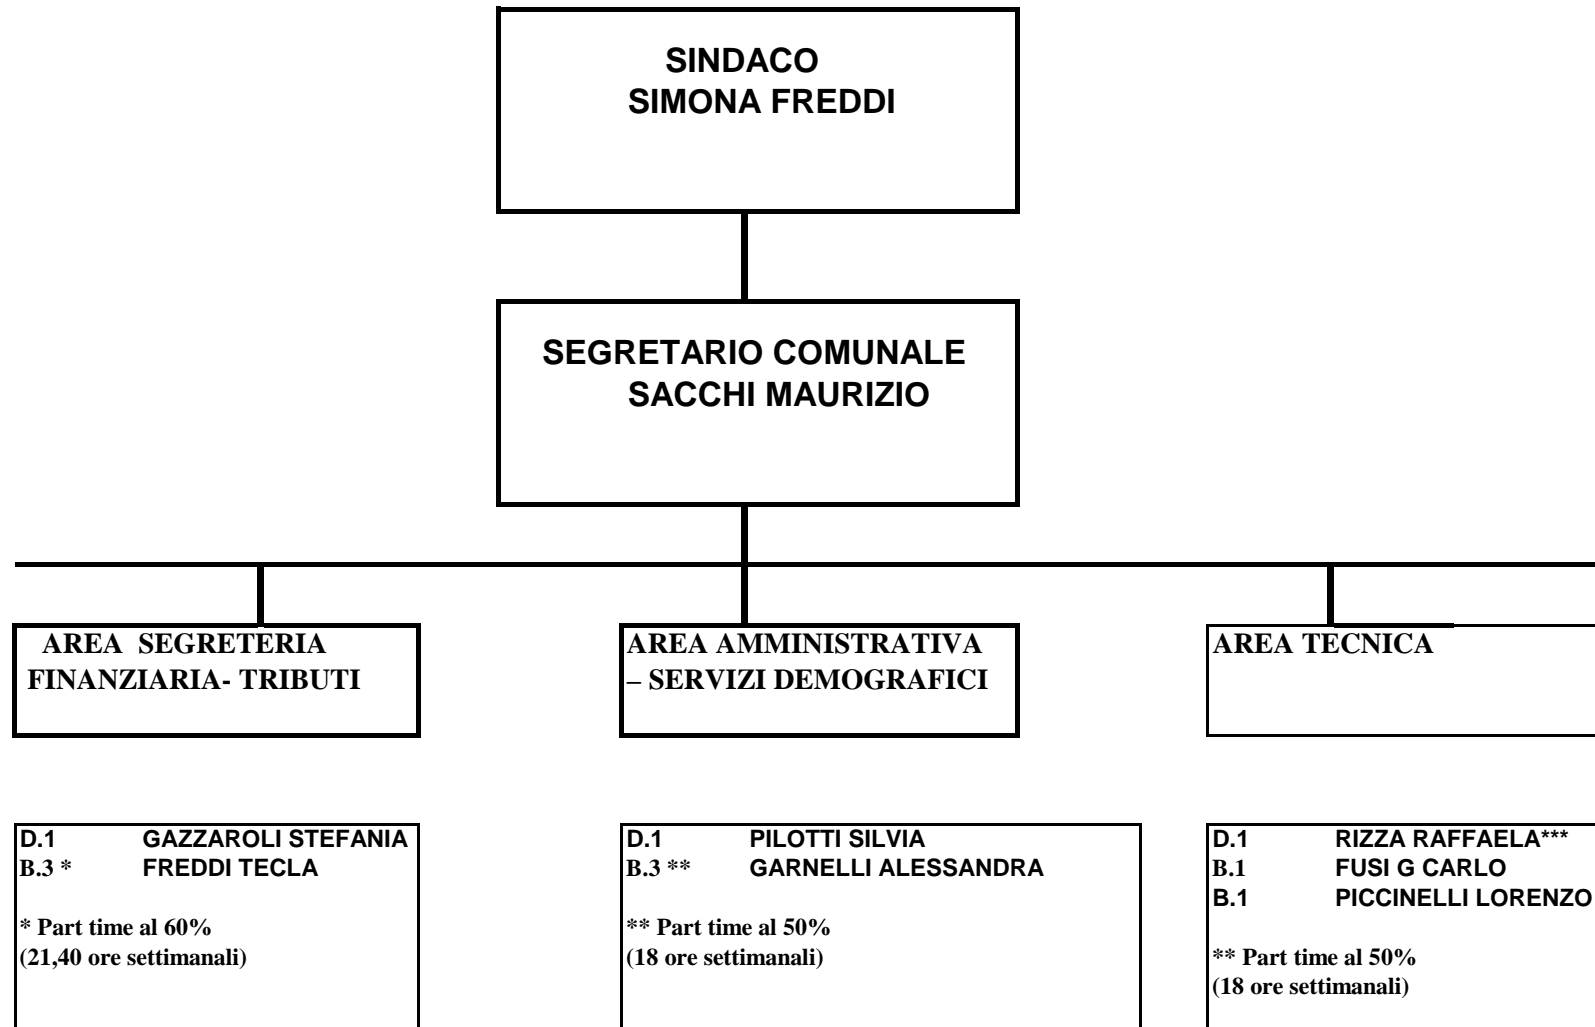 SINDACO
SIMONA FREDDI
SEGRETARIO COMUNALE
SACCHI MAURIZIO
AREA SEGRETERIA
FINANZIARIA- TRIBUTI
AREA AMMINISTRATIVA
– SERVIZI DEMOGRAFICI
AREA TECNICA
D.1 GAZZAROLI STEFANIA
B.3 * FREDDI TECLA
* Part time al 60%
(21,40 ore settimanali)
D.1 PILOTTI SILVIA
B.3 ** GARNELLI ALESSANDRA
** Part time al 50%
(18 ore settimanali)
D.1 RIZZA RAFFAELA***
B.1 FUSI G CARLO
B.1 PICCINELLI LORENZO
** Part time al 50%
(18 ore settimanali)